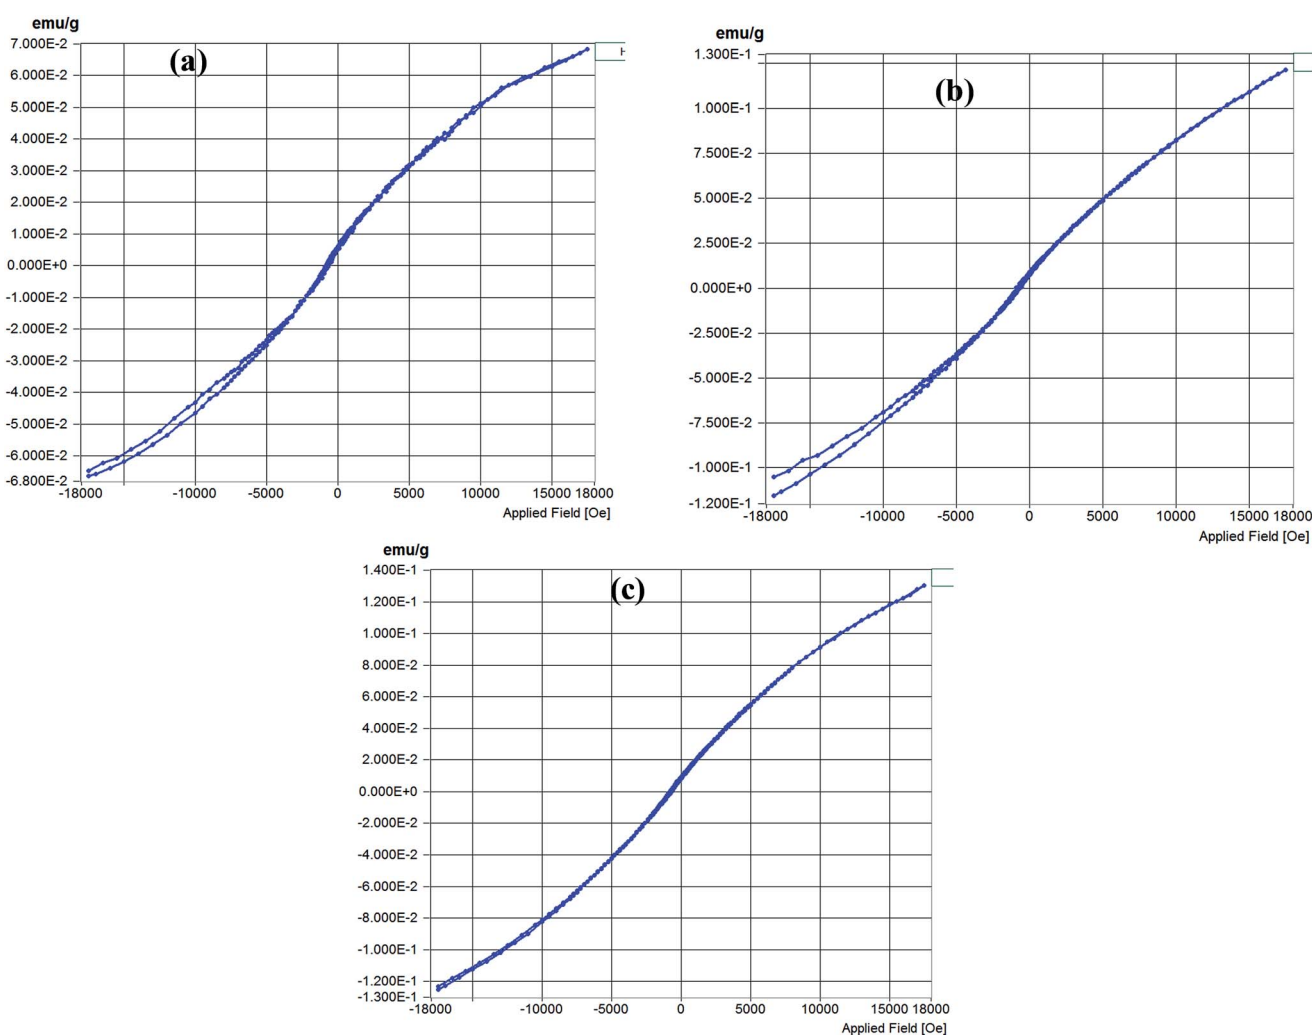 emu/g
(a)
7.000E-2
6.000E-2
5.000E-2
4.000E-2
3.000E-2
2.000E-2
1.000E-2
0.000E+0
-1.000E-2
-2.000E-2
-3.000E-2
-4.000E-2
-5.000E-2
-6.000E-2
-6.800E-2
-18000 -10000 -5000 0 5000 10000 15000 18000
Applied Field [Oe]
emu/g
(b)
1.300E-1
1.000E-1
7.500E-2
5.000E-2
2.500E-2
0.000E+0
-2.500E-2
-5.000E-2
-7.500E-2
-1.000E-1
-1.200E-1
-18000 -10000 -5000 0 5000 10000 15000 18000
Applied Field [Oe]
emu/g
(c)
1.400E-1
1.200E-1
1.000E-1
8.000E-2
6.000E-2
4.000E-2
2.000E-2
0.000E+0
-2.000E-2
-4.000E-2
-6.000E-2
-8.000E-2
-1.000E-1
-1.200E-1
-1.300E-1
-18000 -10000 -5000 0 5000 10000 15000 18000
Applied Field [Oe]